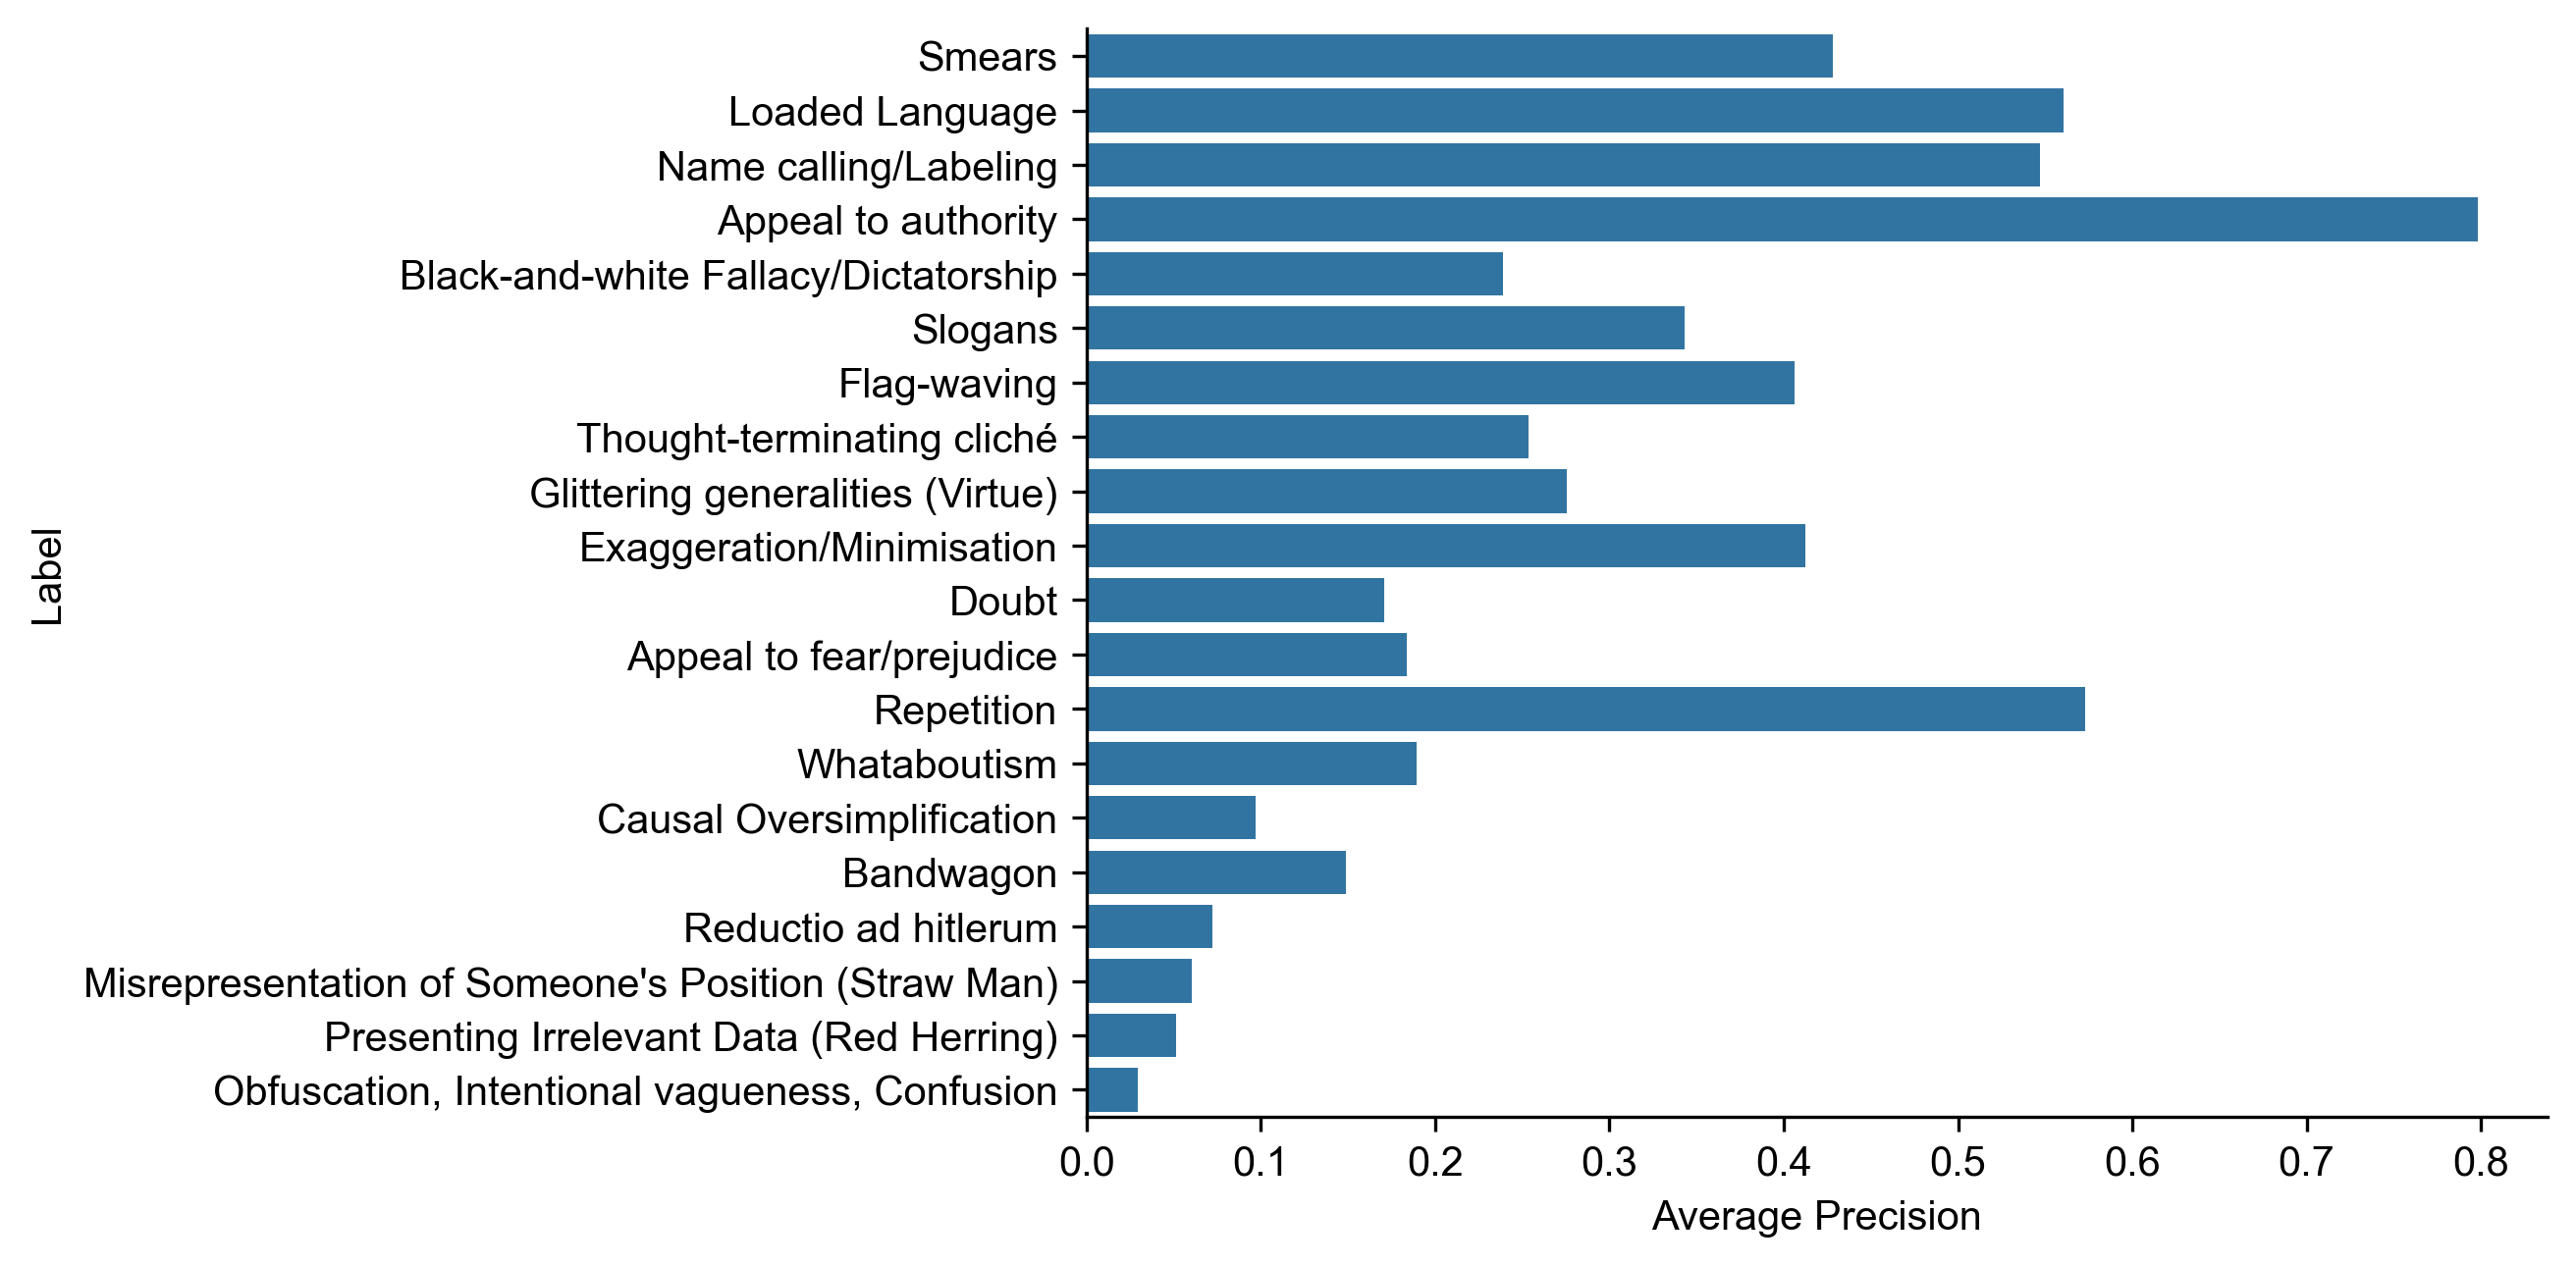 Smears
Loaded Language
Name calling/Labeling
Appeal to authority
Black-and-white Fallacy/Dictatorship
Slogans
Flag-waving
Thought-terminating cliché
Glittering generalities (Virtue)
Exaggeration/Minimisation
Doubt
Appeal to fear/prejudice
Repetition
Whataboutism
Causal Oversimplification
Bandwagon
Reductio ad hitlerum
Misrepresentation of Someone's Position (Straw Man)
Presenting Irrelevant Data (Red Herring)
Obfuscation, Intentional vagueness, Confusion
Label
0.0 0.1 0.2 0.3 0.4 0.5 0.6 0.7 0.8
Average Precision